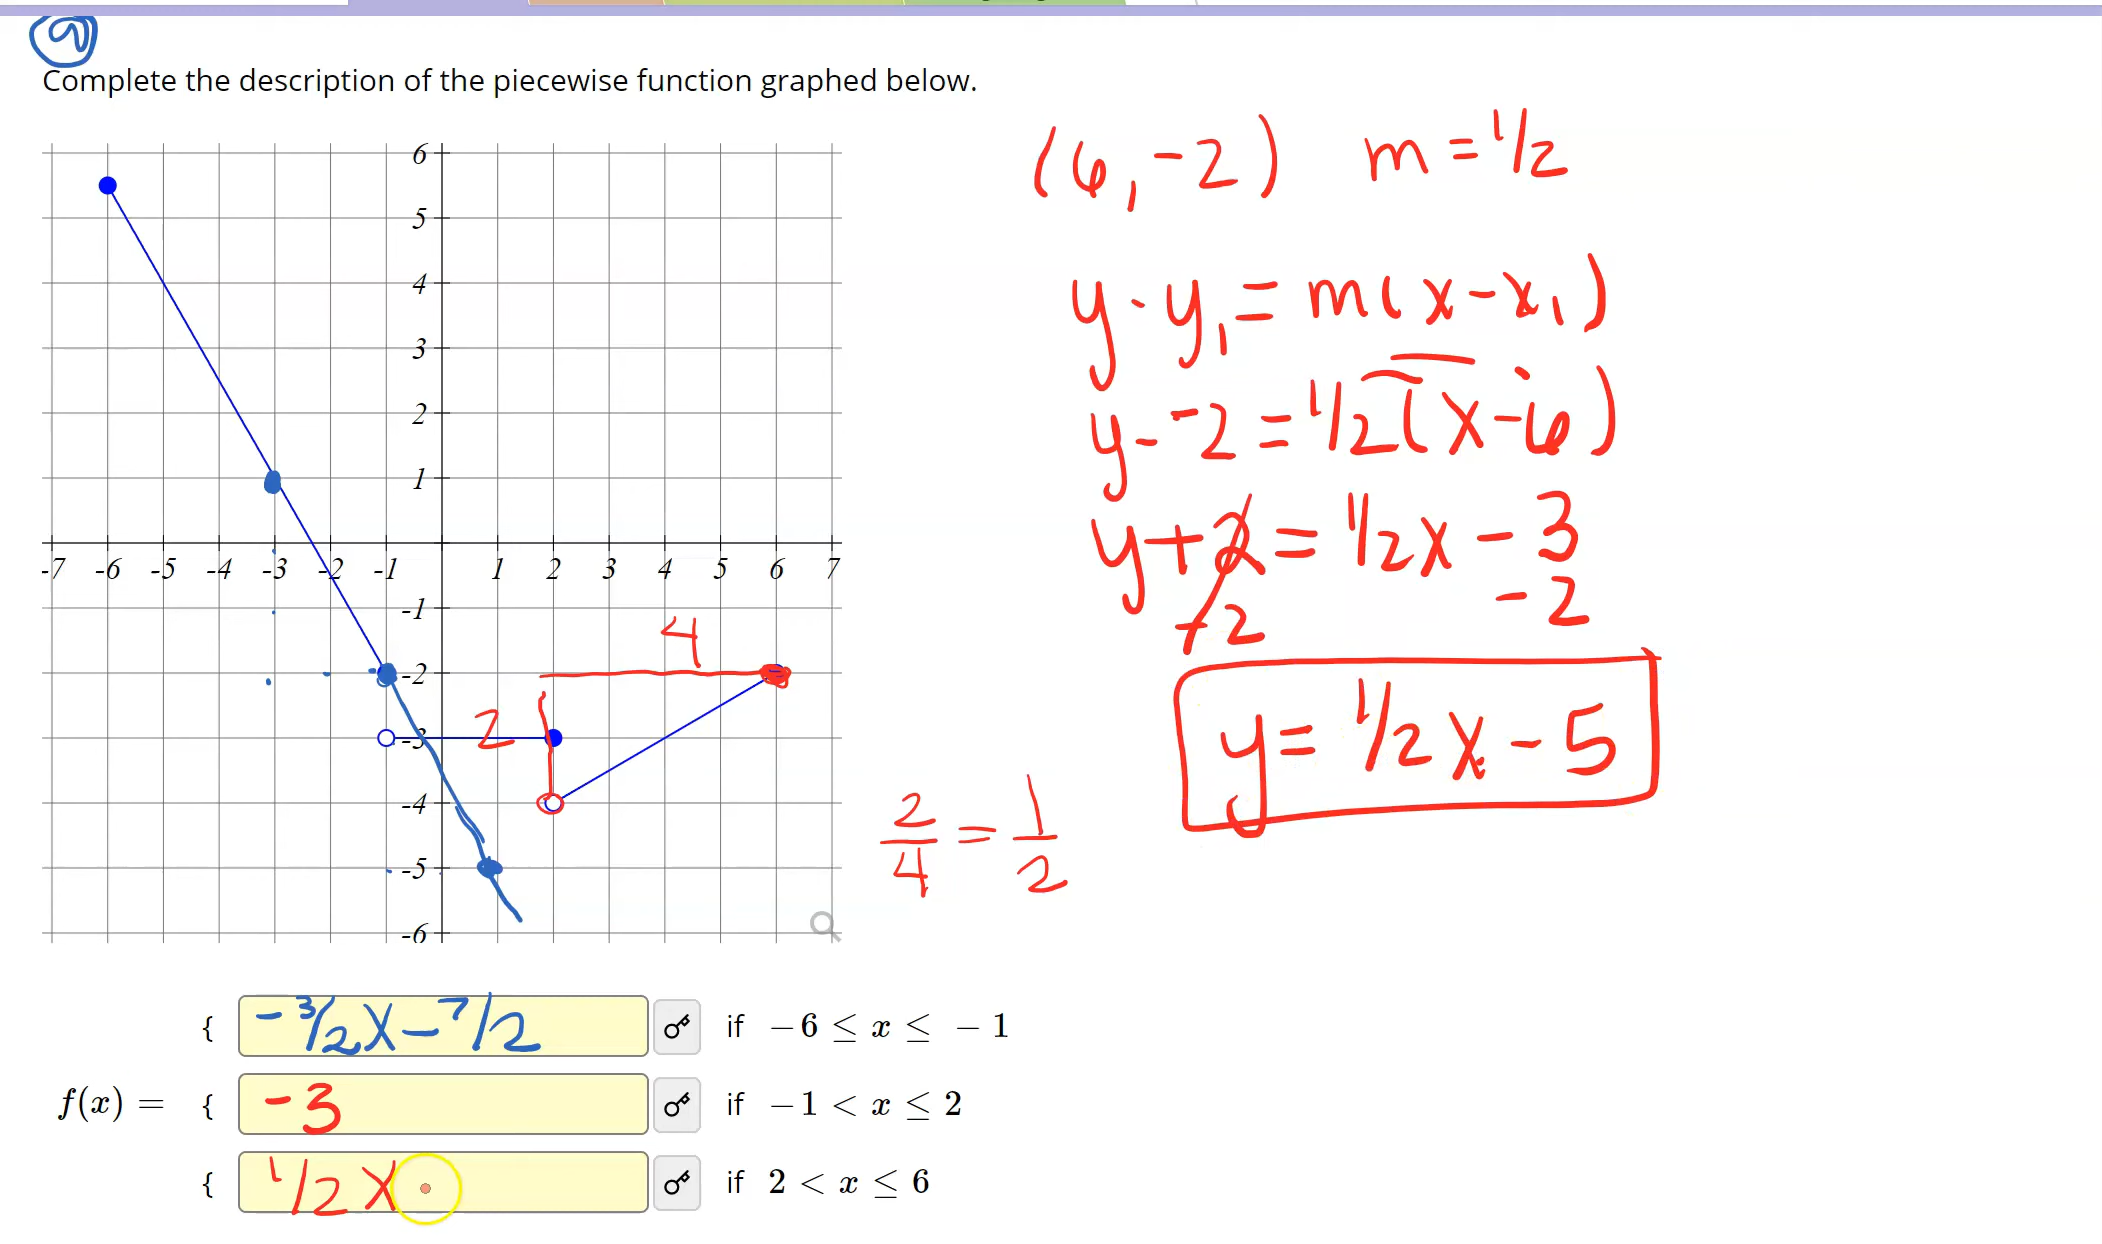 Complete the description of the piecewise function graphed below.
6
5
4
3
2
1
-7 -6 -5 -4 -3 -2 -1 1 2 3 4 5 6 7
-1
-2
-3
-4
-5
-6
4
2
2/4 = 1/2
(6, -2) m = 1/2
y - y₁ = m(x - x₁)
y - -2 = 1/2(x - 6)
y + 2 = 1/2x - 3
-2 -2
y = 1/2x - 5
{ -3/2x - 7/2 if -6 ≤ x ≤ -1
f(x) = { -3 if -1 < x ≤ 2
{ 1/2x if 2 < x ≤ 6